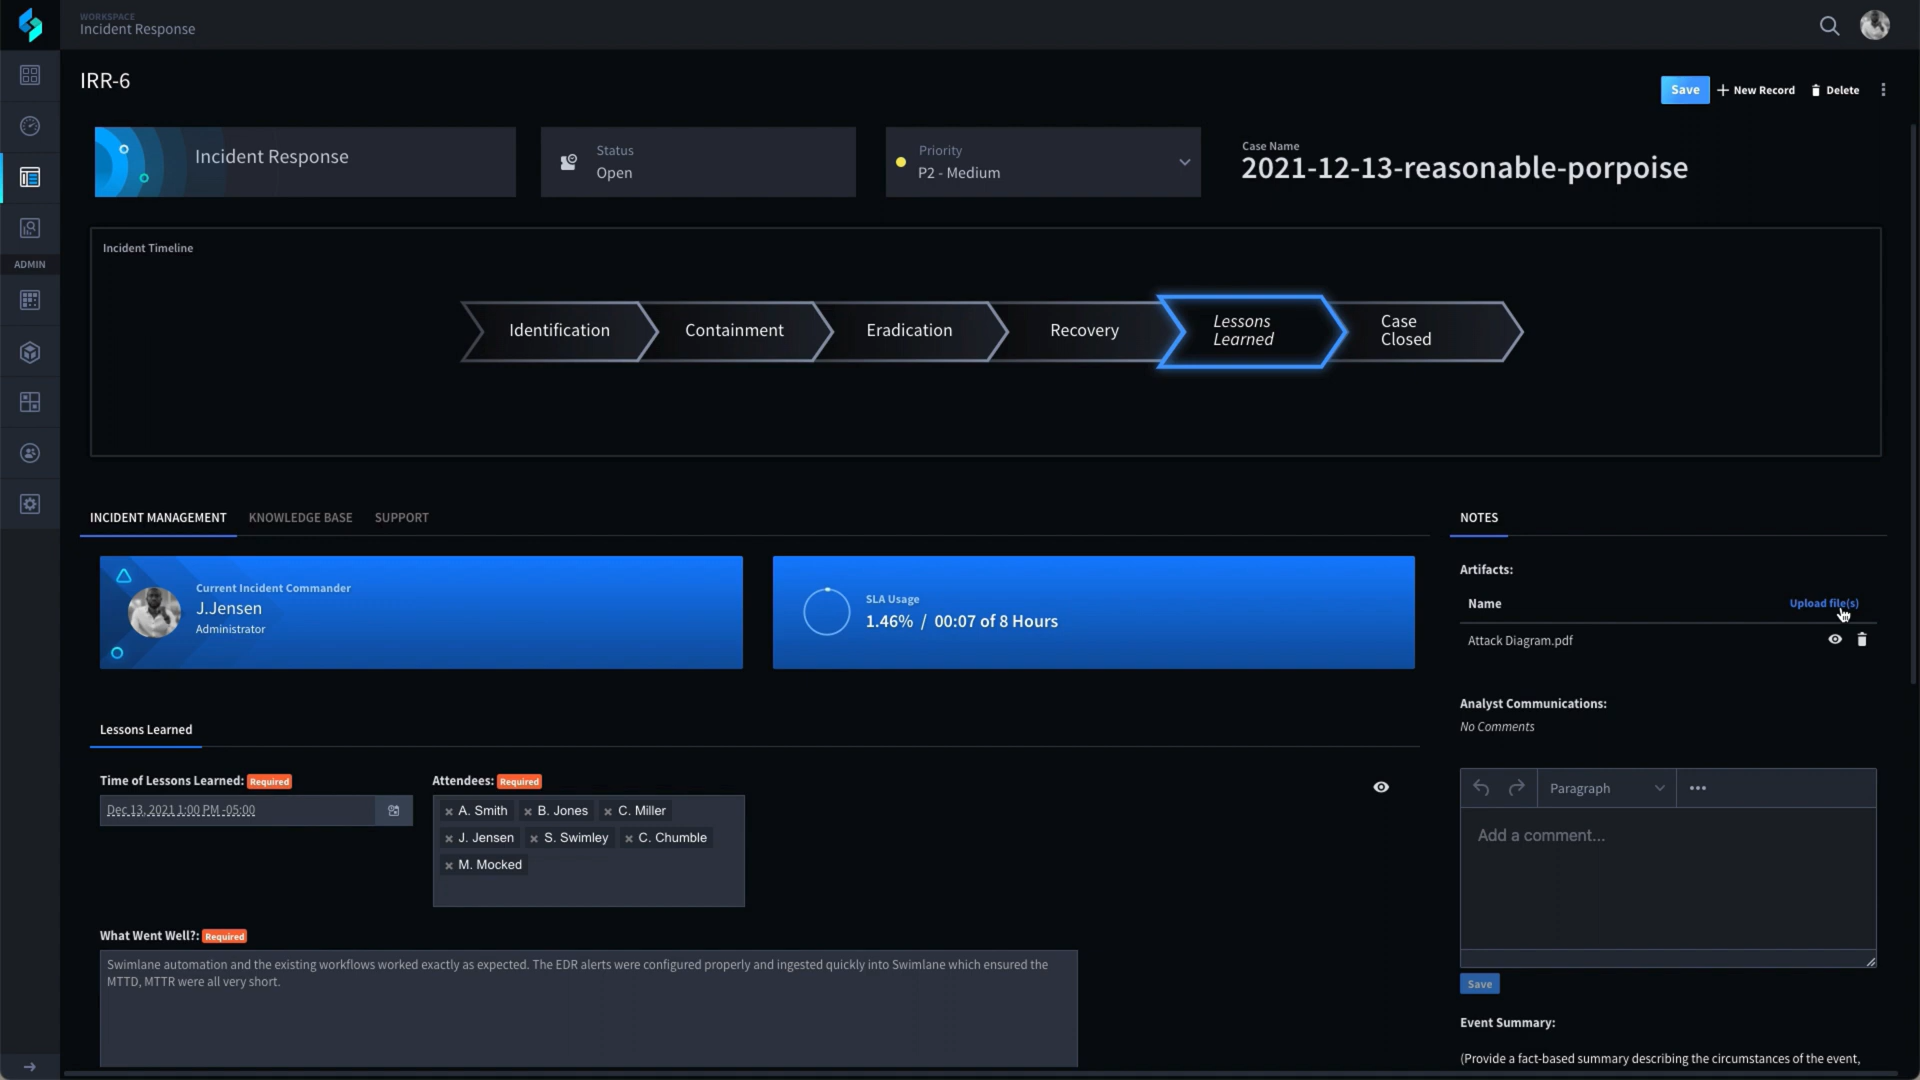 WORKSPACE
Incident Response
IRR-6
Save
New Record
Delete
Incident Response
Status
Open
Priority
P2 - Medium
Case Name
2021-12-13-reasonable-porpoise
ADMIN
Incident Timeline
Identification
Containment
Eradication
Recovery
Lessons
Learned
Case
Closed
INCIDENT MANAGEMENT
KNOWLEDGE BASE
SUPPORT
Current Incident Commander
J.Jensen
Administrator
SLA Usage
1.46% / 00:07 of 8 Hours
Lessons Learned
Time of Lessons Learned: Required
Dec 13, 2021 1:00 PM -05:00
Attendees: Required
× A. Smith × B. Jones × C. Miller
× J. Jensen × S. Swimley × C. Chumble
× M. Mocked
What Went Well?: Required
Swimlane automation and the existing workflows worked exactly as expected. The EDR alerts were configured properly and ingested quickly into Swimlane which ensured the
MTTD, MTTR were all very short.
NOTES
Artifacts:
Name
Upload file(s)
Attack Diagram.pdf
Analyst Communications:
No Comments
Paragraph
Add a comment...
Save
Event Summary:
(Provide a fact-based summary describing the circumstances of the event,